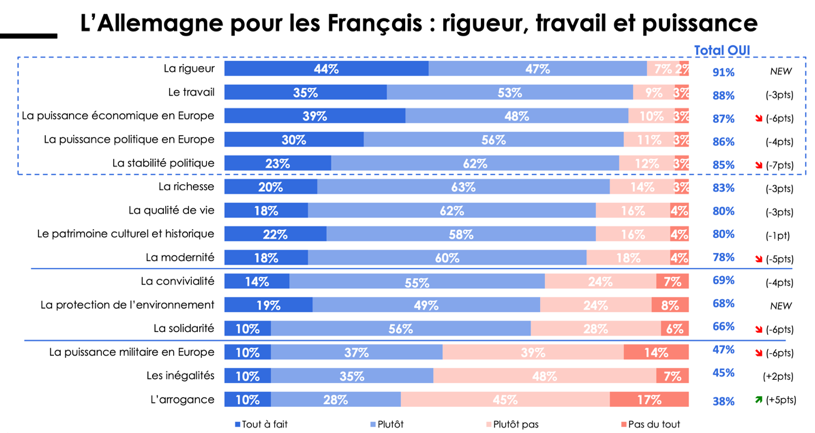 L'Allemagne pour les Français : rigueur, travail et puissance
Total OUI
La rigueur 44% 47% 7% 2% 91% NEW
Le travail 35% 53% 9% 3% 88% (-3pts)
La puissance économique en Europe 39% 48% 10% 3% 87% (-6pts)
La puissance politique en Europe 30% 56% 11% 3% 86% (-4pts)
La stabilité politique 23% 62% 12% 3% 85% (-7pts)
La richesse 20% 63% 14% 3% 83% (-3pts)
La qualité de vie 18% 62% 16% 4% 80% (-3pts)
Le patrimoine culturel et historique 22% 58% 16% 4% 80% (-1pt)
La modernité 18% 60% 18% 4% 78% (-5pts)
La convivialité 14% 55% 24% 7% 69% (-4pts)
La protection de l'environnement 19% 49% 24% 8% 68% NEW
La solidarité 10% 56% 28% 6% 66% (-6pts)
La puissance militaire en Europe 10% 37% 39% 14% 47% (-6pts)
Les inégalités 10% 35% 48% 7% 45% (+2pts)
L'arrogance 10% 28% 45% 17% 38% (+5pts)
Tout à fait Plutôt Plutôt pas Pas du tout